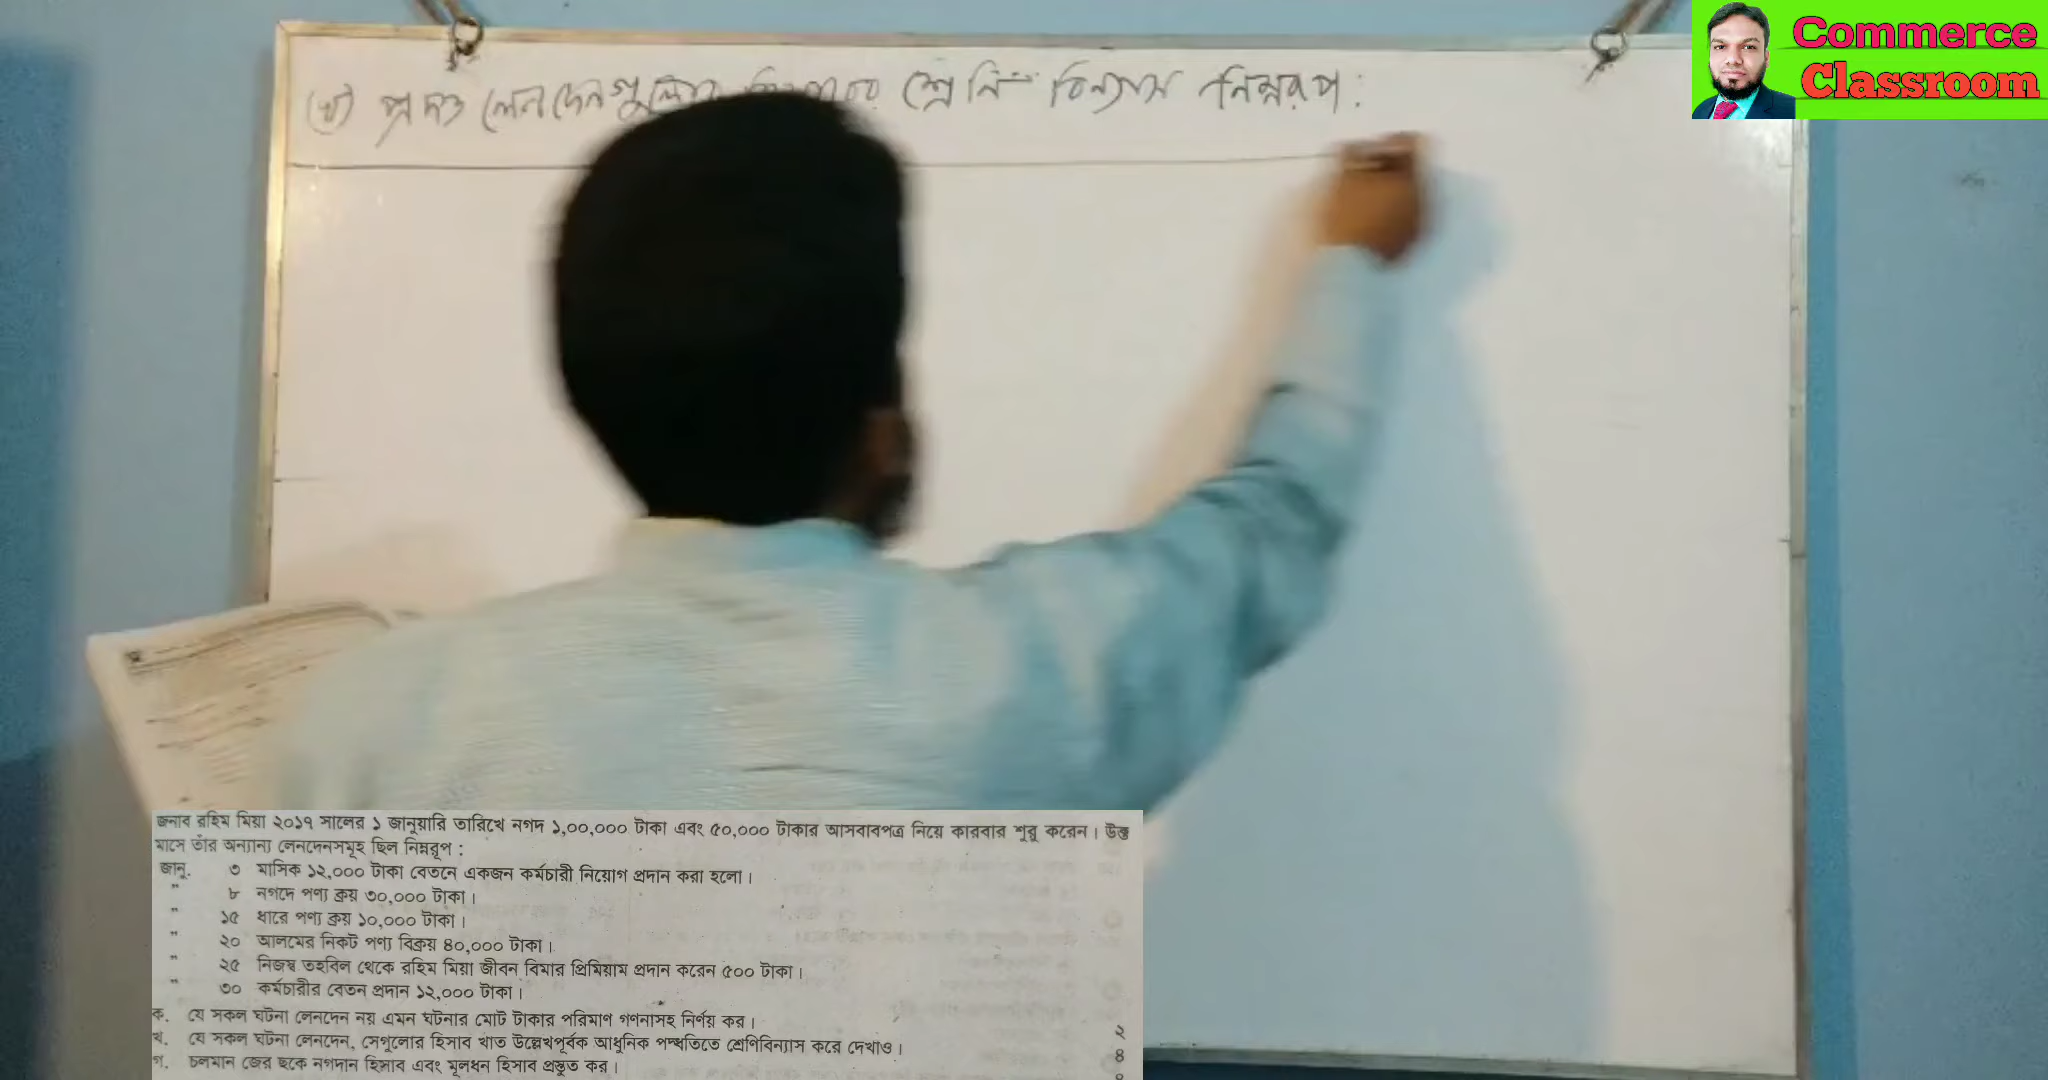 (খ) প্রদত্ত লেনদেনগুলোর শ্রেনি বিন্যাস নিম্নরূপ:
Commerce
Classroom
জনাব রহিম মিয়া ২০১৭ সালের ১ জানুয়ারি তারিখে নগদ ১,০০,০০০ টাকা এবং ৫০,০০০ টাকার আসবাবপত্র নিয়ে কারবার শুরু করেন। উক্ত
মাসে তাঁর অন্যান্য লেনদেনসমূহ ছিল নিম্নরূপ :
জানু. ৩ মাসিক ১২,০০০ টাকা বেতনে একজন কর্মচারী নিয়োগ প্রদান করা হলো।
" ৮ নগদে পণ্য ক্রয় ৩০,০০০ টাকা।
" ১৫ ধারে পণ্য ক্রয় ১০,০০০ টাকা।
" ২০ আলমের নিকট পণ্য বিক্রয় ৪০,০০০ টাকা।
" ২৫ নিজস্ব তহবিল থেকে রহিম মিয়া জীবন বিমার প্রিমিয়াম প্রদান করেন ৫০০ টাকা।
" ৩০ কর্মচারীর বেতন প্রদান ১২,০০০ টাকা।
ক. যে সকল ঘটনা লেনদেন নয় এমন ঘটনার মোট টাকার পরিমাণ গণনাসহ নির্ণয় কর। ২
খ. যে সকল ঘটনা লেনদেন, সেগুলোর হিসাব খাত উল্লেখপূর্বক আধুনিক পদ্ধতিতে শ্রেণিবিন্যাস করে দেখাও। ৪
গ. চলমান জের ছকে নগদান হিসাব এবং মূলধন হিসাব প্রস্তুত কর।